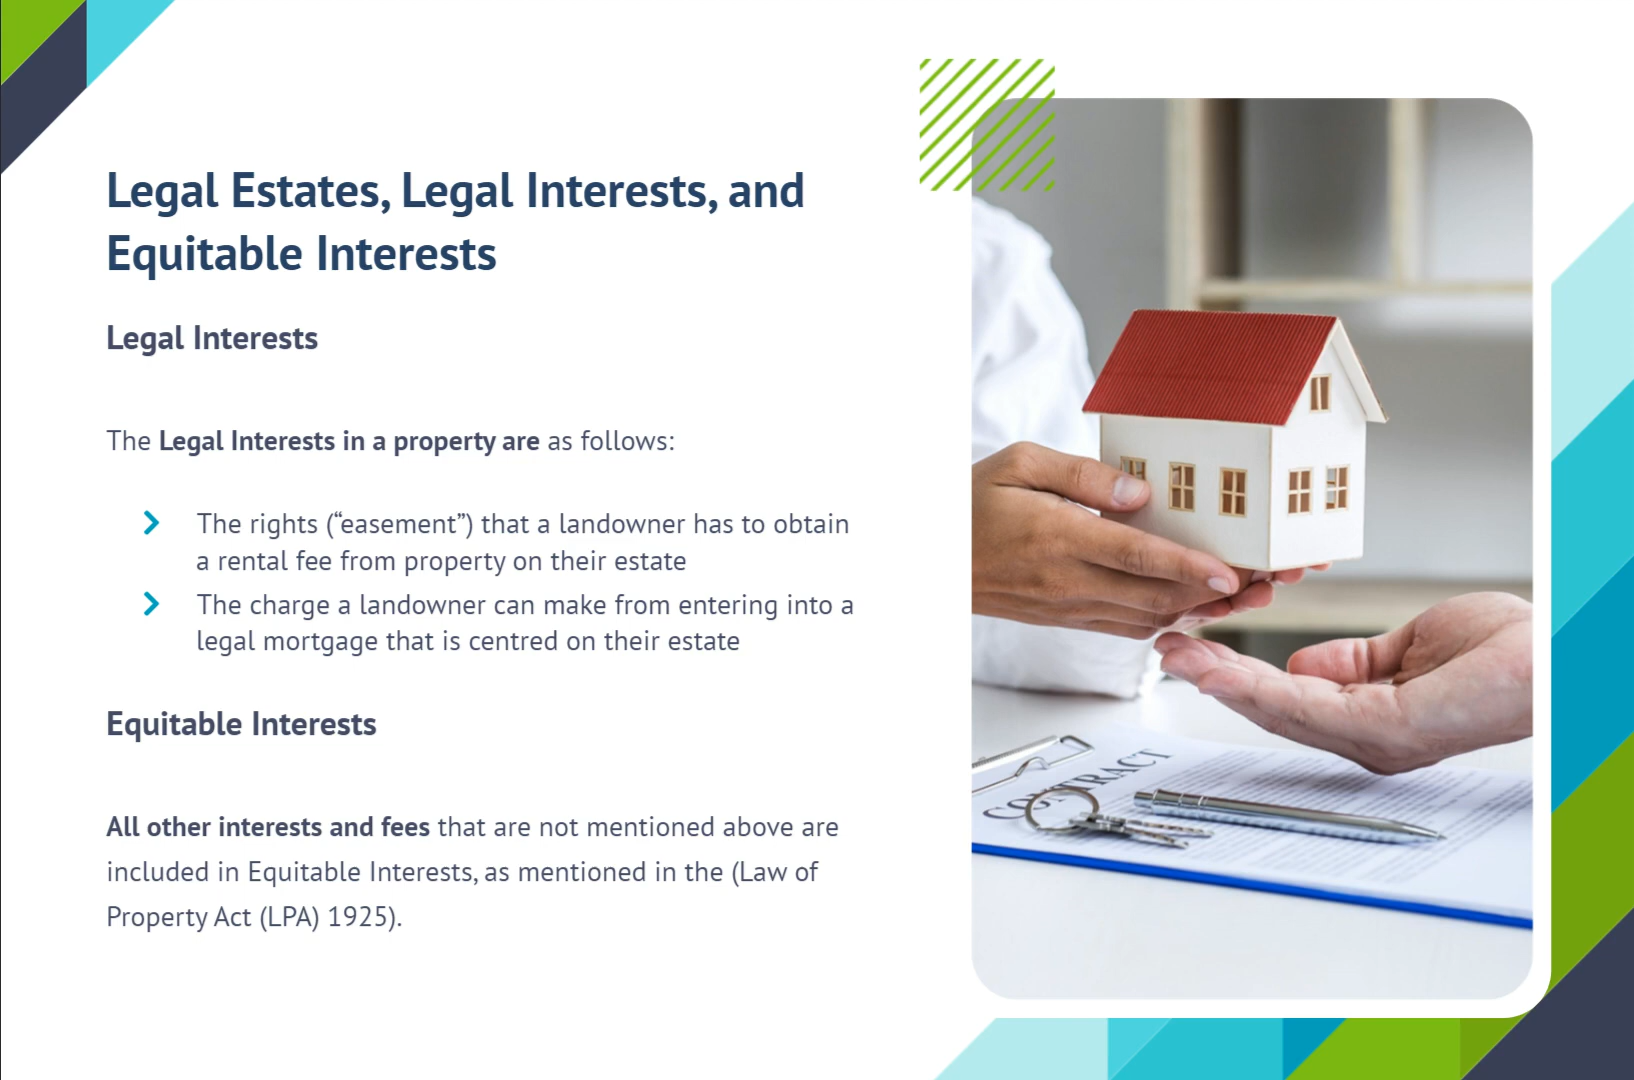 Legal Estates, Legal Interests, and
Equitable Interests
Legal Interests
The Legal Interests in a property are as follows:
The rights (“easement”) that a landowner has to obtain
a rental fee from property on their estate
The charge a landowner can make from entering into a
legal mortgage that is centred on their estate
Equitable Interests
All other interests and fees that are not mentioned above are
included in Equitable Interests, as mentioned in the (Law of
Property Act (LPA) 1925).
CONTRACT